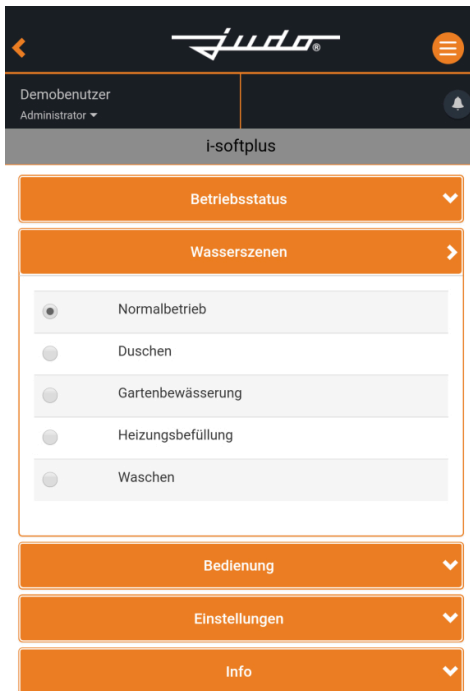 judo®
Demobenutzer
Administrator
i-softplus
Betriebsstatus
Wasserszenen
Normalbetrieb
Duschen
Gartenbewässerung
Heizungsbefüllung
Waschen
Bedienung
Einstellungen
Info